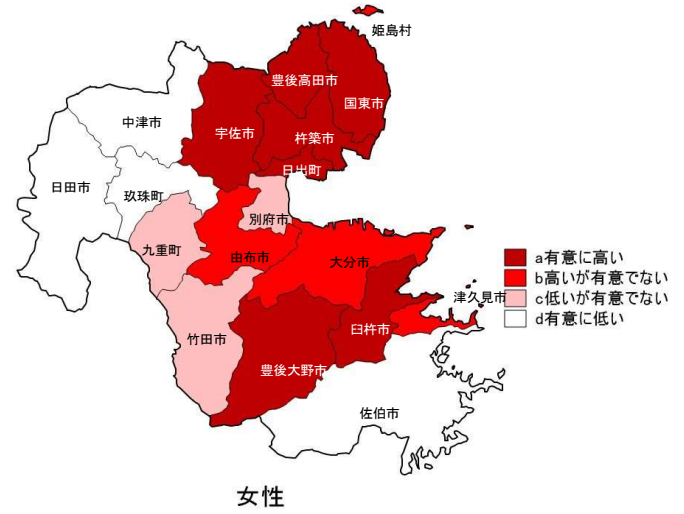 姫島村
豊後高田市
国東市
中津市
宇佐市
杵築市
日出町
日田市
玖珠町
別府市
九重町
由布市
大分市
a有意に高い
b高いが有意でない
c低いが有意でない
d有意に低い
津久見市
臼杵市
竹田市
豊後大野市
佐伯市
女性